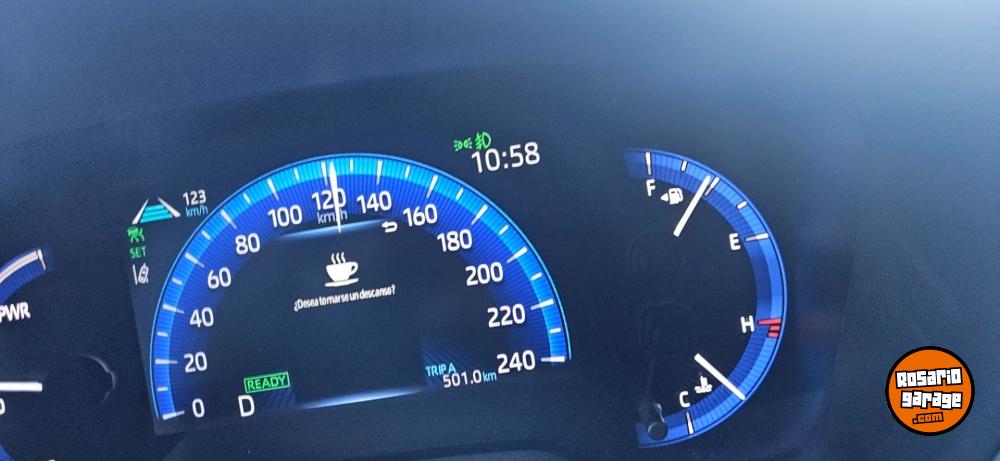 10:58
123
km/h
SET
0
20
40
60
80
100
120
140
160
180
200
220
240
km/h
¿Desea tomarse un descanso?
READY
D
TRIP A
501.0 km
PWR
F
E
H
C
Rosario
garage
.com